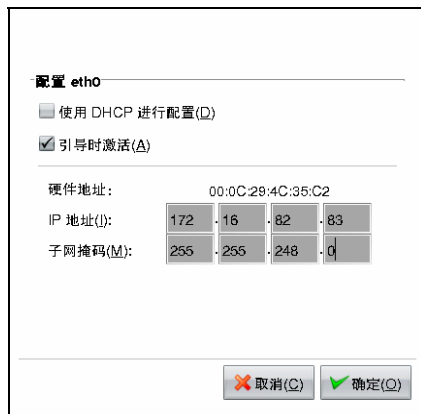 配置 eth0
使用 DHCP 进行配置(D)
引导时激活(A)
硬件地址: 00:0C:29:4C:35:C2
IP 地址(I): 172 . 16 . 82 . 83
子网掩码(M): 255 . 255 . 248 . 0
取消(C) 确定(O)